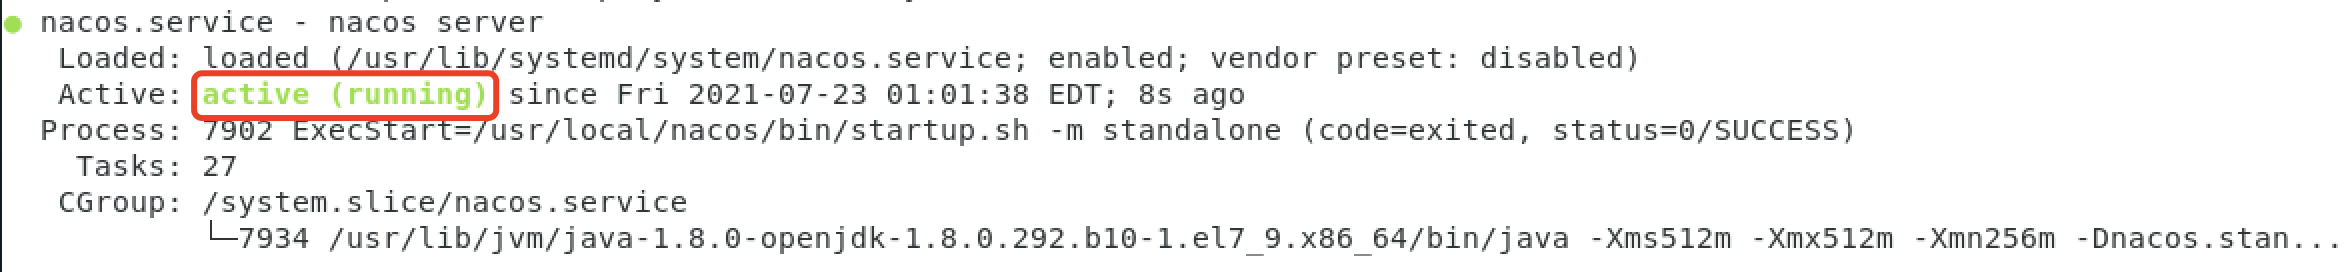 ● nacos.service - nacos server
Loaded: loaded (/usr/lib/systemd/system/nacos.service; enabled; vendor preset: disabled)
Active: active (running) since Fri 2021-07-23 01:01:38 EDT; 8s ago
Process: 7902 ExecStart=/usr/local/nacos/bin/startup.sh -m standalone (code=exited, status=0/SUCCESS)
Tasks: 27
CGroup: /system.slice/nacos.service
└─7934 /usr/lib/jvm/java-1.8.0-openjdk-1.8.0.292.b10-1.el7_9.x86_64/bin/java -Xms512m -Xmx512m -Xmn256m -Dnacos.stan...